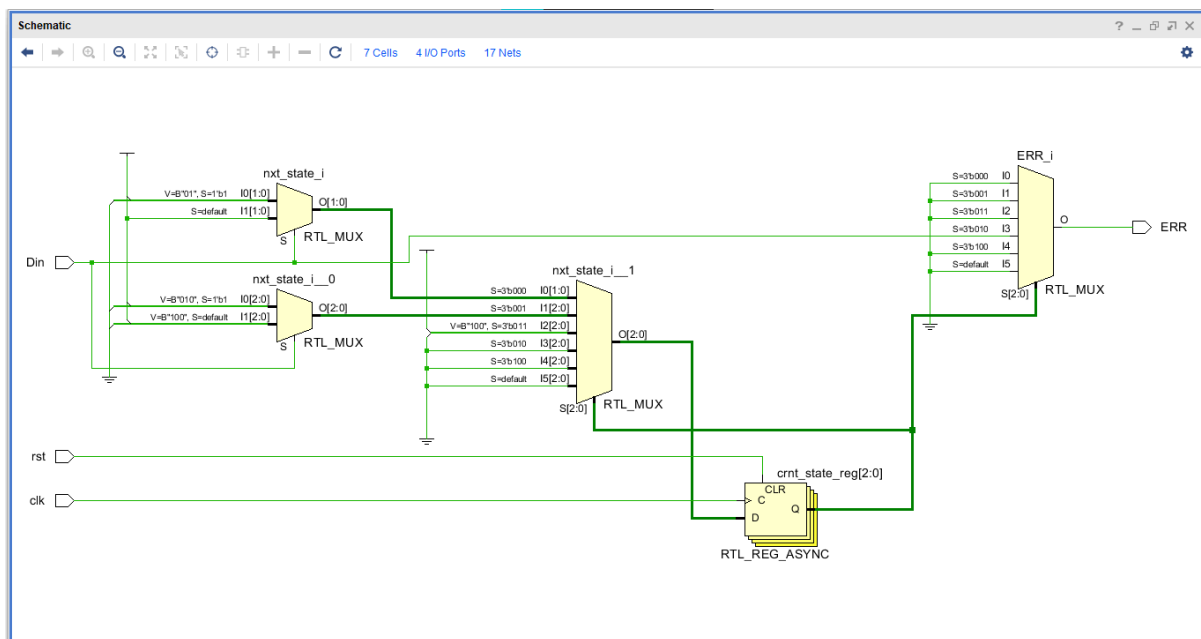 Schematic
7 Cells 4 I/O Ports 17 Nets
nxt_state_i
V=B"01", S=1'b1 I0[1:0]
S=default I1[1:0]
O[1:0]
S
RTL_MUX
Din
nxt_state_i__0
V=B"010", S=1'b1 I0[2:0]
V=B"100", S=default I1[2:0]
O[2:0]
S
RTL_MUX
nxt_state_i__1
S=3'b000 I0[1:0]
S=3'b001 I1[2:0]
V=B"100", S=3'b011 I2[2:0]
S=3'b010 I3[2:0]
S=3'b100 I4[2:0]
S=default I5[2:0]
O[2:0]
S[2:0]
RTL_MUX
ERR_i
S=3'b000 I0
S=3'b001 I1
S=3'b011 I2
S=3'b010 I3
S=3'b100 I4
S=default I5
O
ERR
S[2:0]
RTL_MUX
rst
clk
crnt_state_reg[2:0]
CLR
C
D
Q
RTL_REG_ASYNC